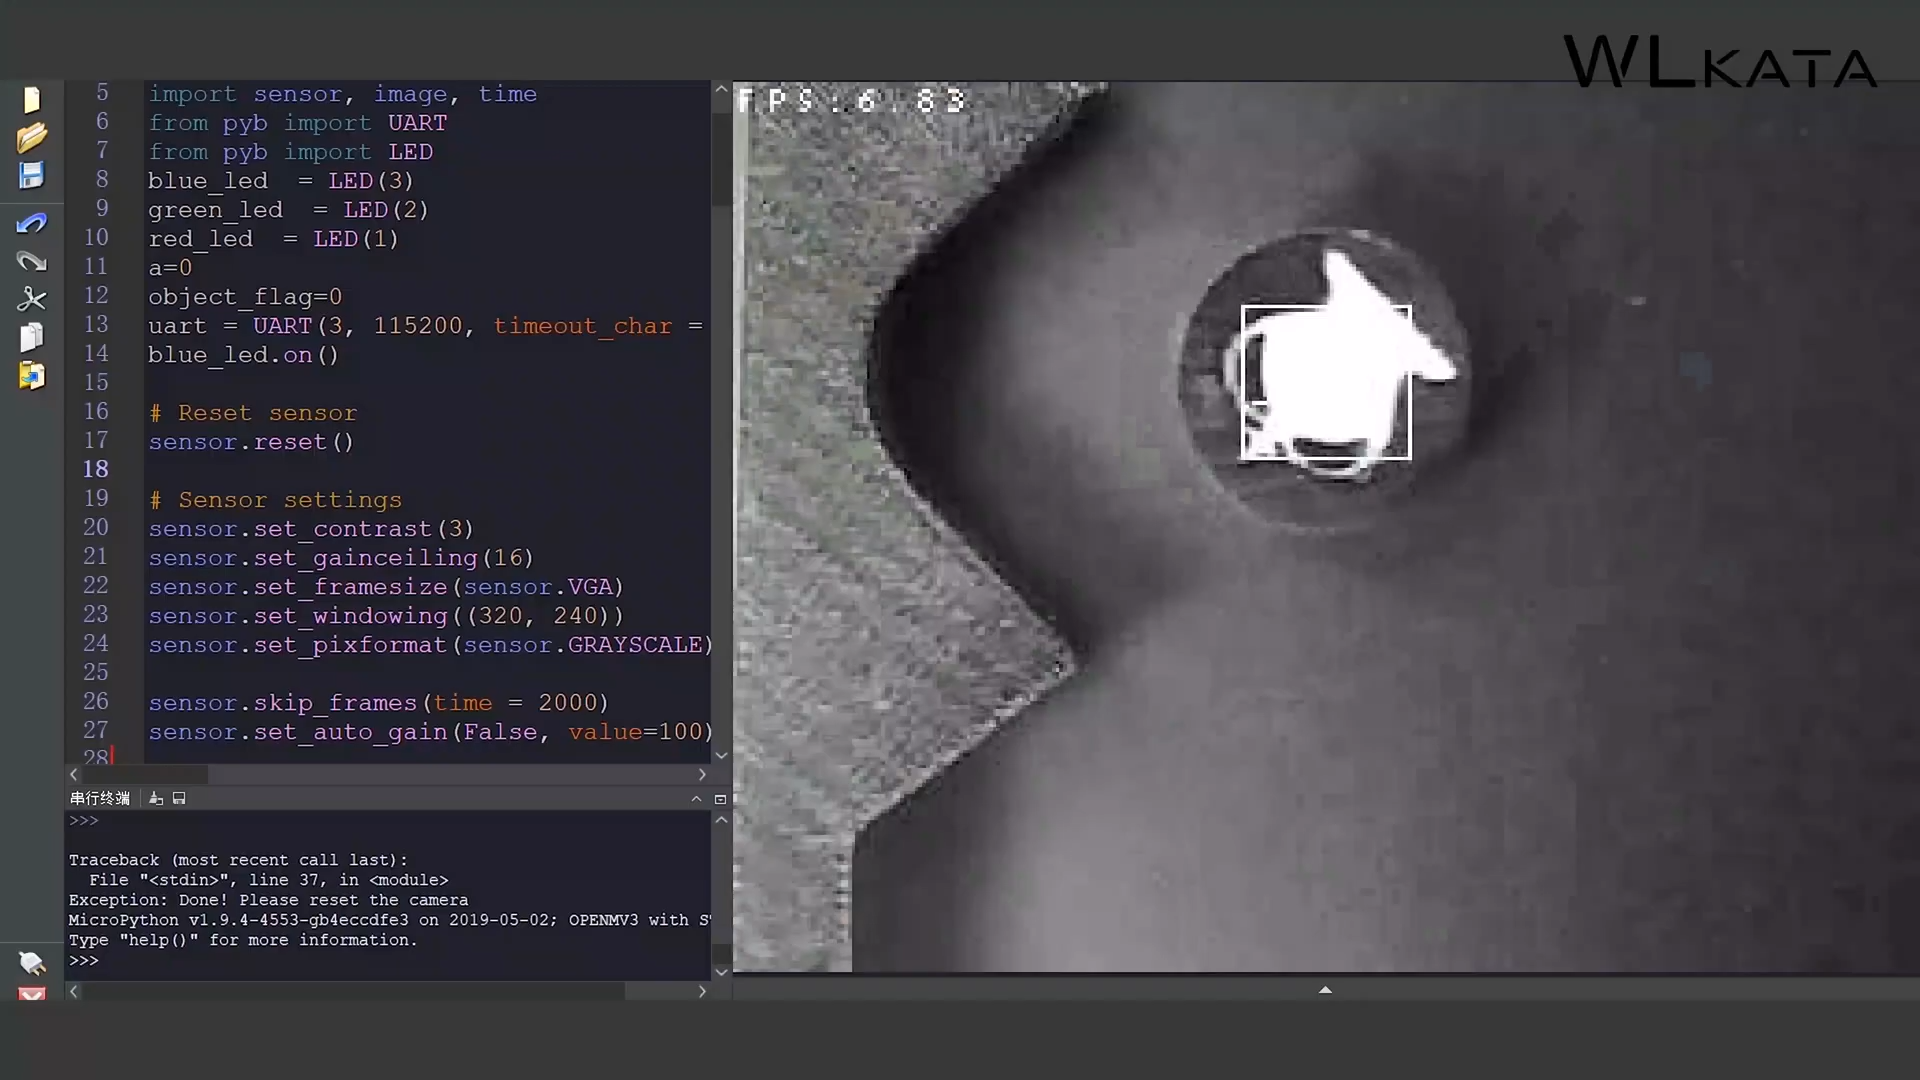 WLKATA
5 import sensor, image, time
6 from pyb import UART
7 from pyb import LED
8 blue_led  = LED(3)
9 green_led  = LED(2)
10 red_led  = LED(1)
11 a=0
12 object_flag=0
13 uart = UART(3, 115200, timeout_char =
14 blue_led.on()
15
16 # Reset sensor
17 sensor.reset()
18
19 # Sensor settings
20 sensor.set_contrast(3)
21 sensor.set_gainceiling(16)
22 sensor.set_framesize(sensor.VGA)
23 sensor.set_windowing((320, 240))
24 sensor.set_pixformat(sensor.GRAYSCALE)
25
26 sensor.skip_frames(time = 2000)
27 sensor.set_auto_gain(False, value=100)
28
串行终端
>>>
Traceback (most recent call last):
  File "<stdin>", line 37, in <module>
Exception: Done! Please reset the camera
MicroPython v1.9.4-4553-gb4eccdfe3 on 2019-05-02; OPENMV3 with
Type "help()" for more information.
>>>
FPS:6.83